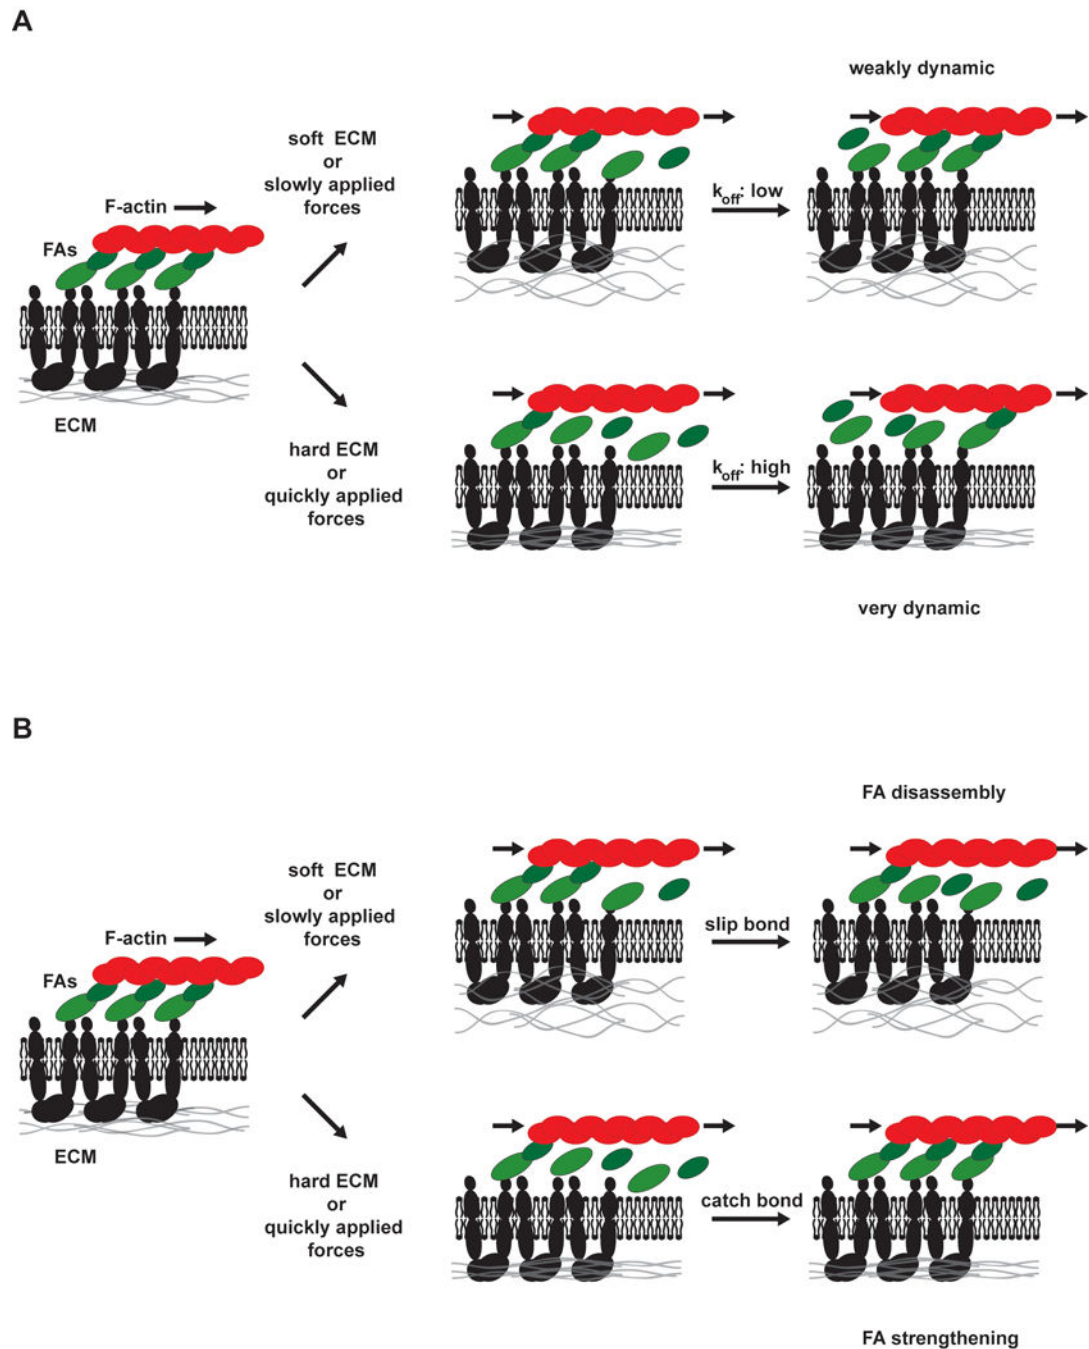 A
weakly dynamic
soft ECM
or
slowly applied
forces
F-actin
FAs
koff: low
ECM
hard ECM
or
quickly applied
forces
koff: high
very dynamic
B
FA disassembly
soft ECM
or
slowly applied
forces
F-actin
FAs
slip bond
ECM
hard ECM
or
quickly applied
forces
catch bond
FA strengthening